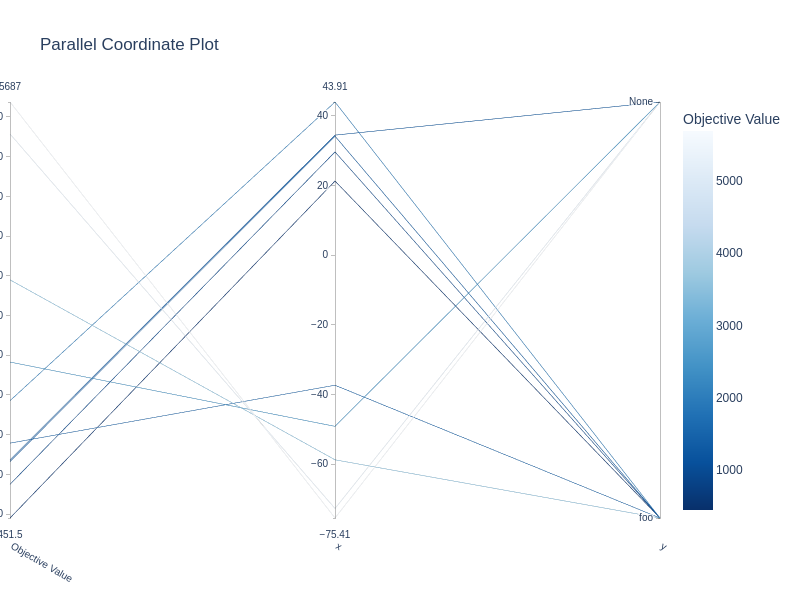 Parallel Coordinate Plot
5687
43.91
None
Objective Value
40
20
0
−20
−40
−60
foo
5000
4000
3000
2000
1000
451.5
−75.41
Objective Value
x
y